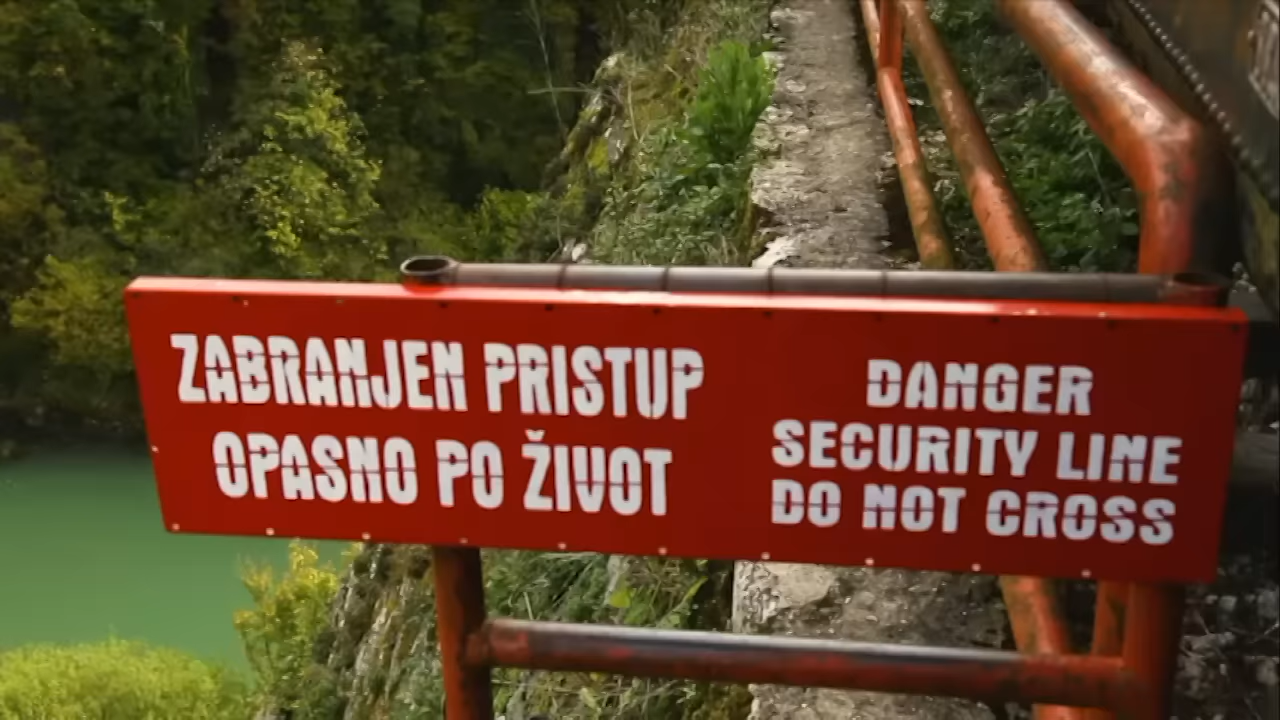 ZABRANJEN PRISTUP
OPASNO PO ŽIVOT
DANGER
SECURITY LINE
DO NOT CROSS